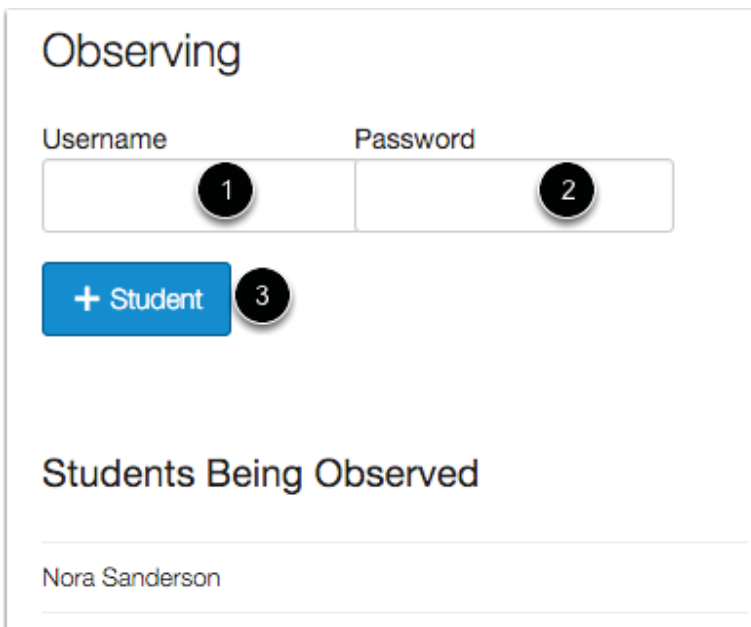 Observing
Username Password
1 2
+ Student 3
Students Being Observed
Nora Sanderson